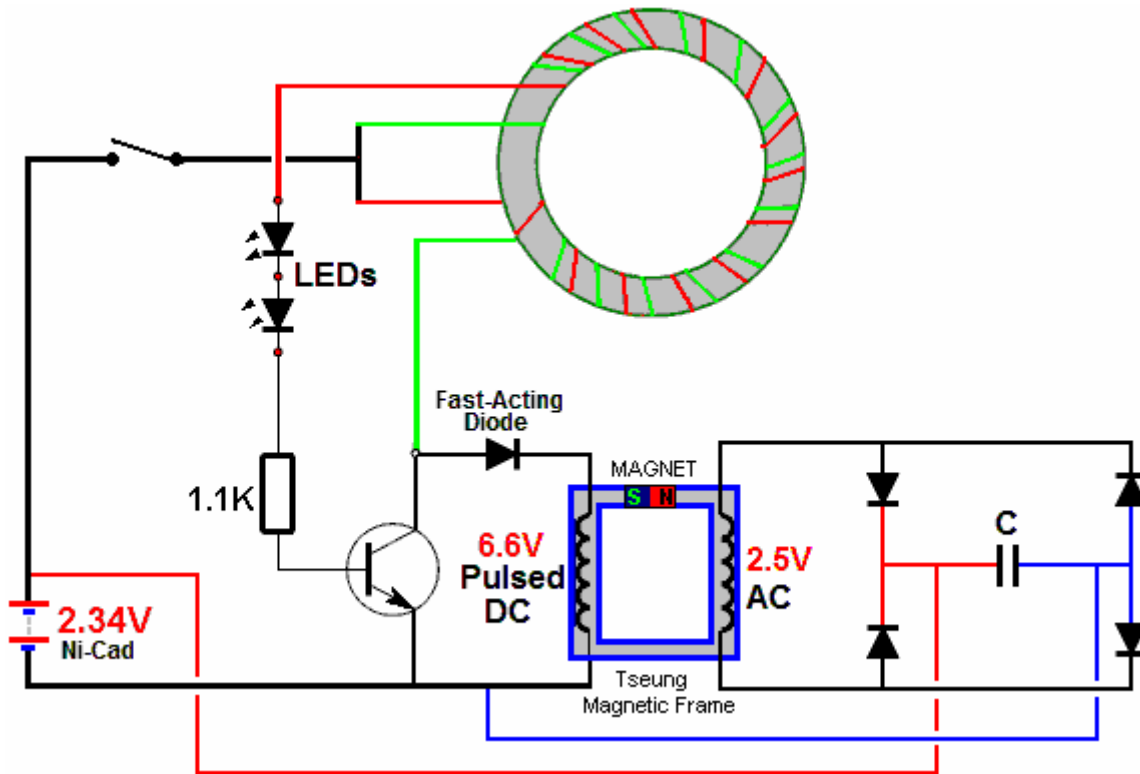 LEDs
Fast-Acting
Diode
MAGNET
S N
1.1K
6.6V
Pulsed
DC
2.5V
AC
C
2.34V
Ni-Cad
Tseung
Magnetic Frame